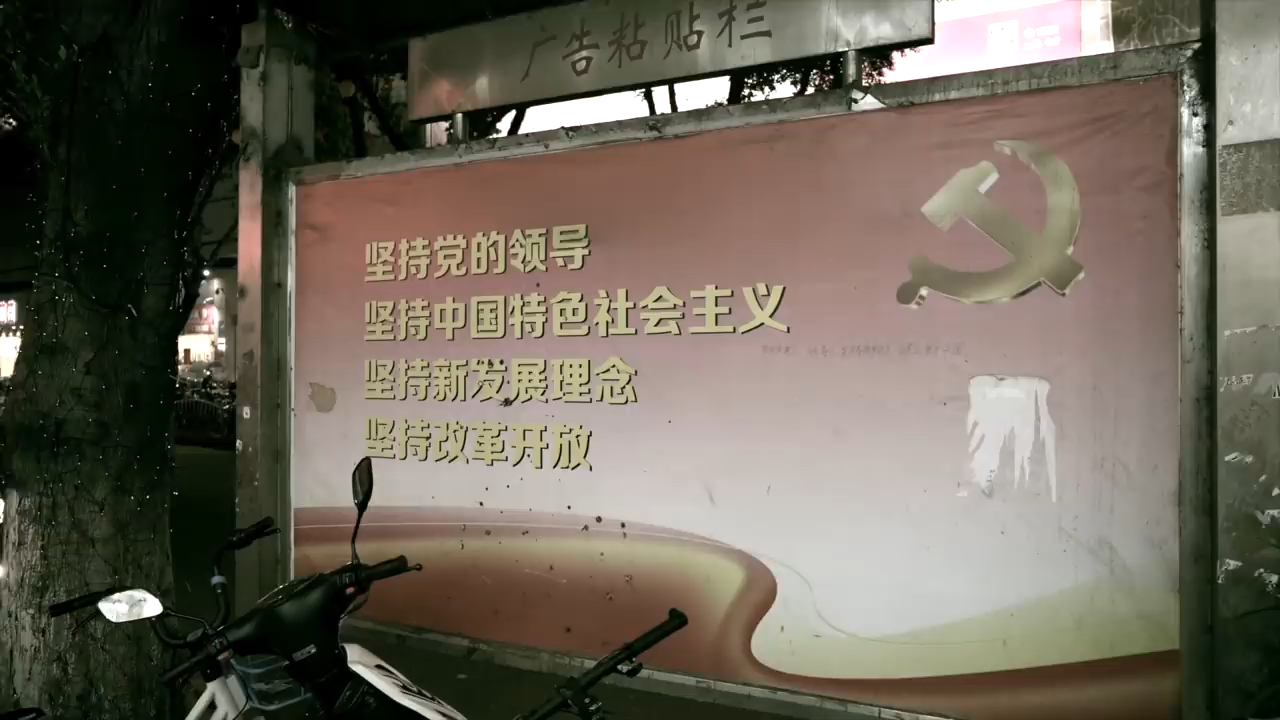 广告粘贴栏
坚持党的领导
坚持中国特色社会主义
坚持新发展理念
坚持改革开放